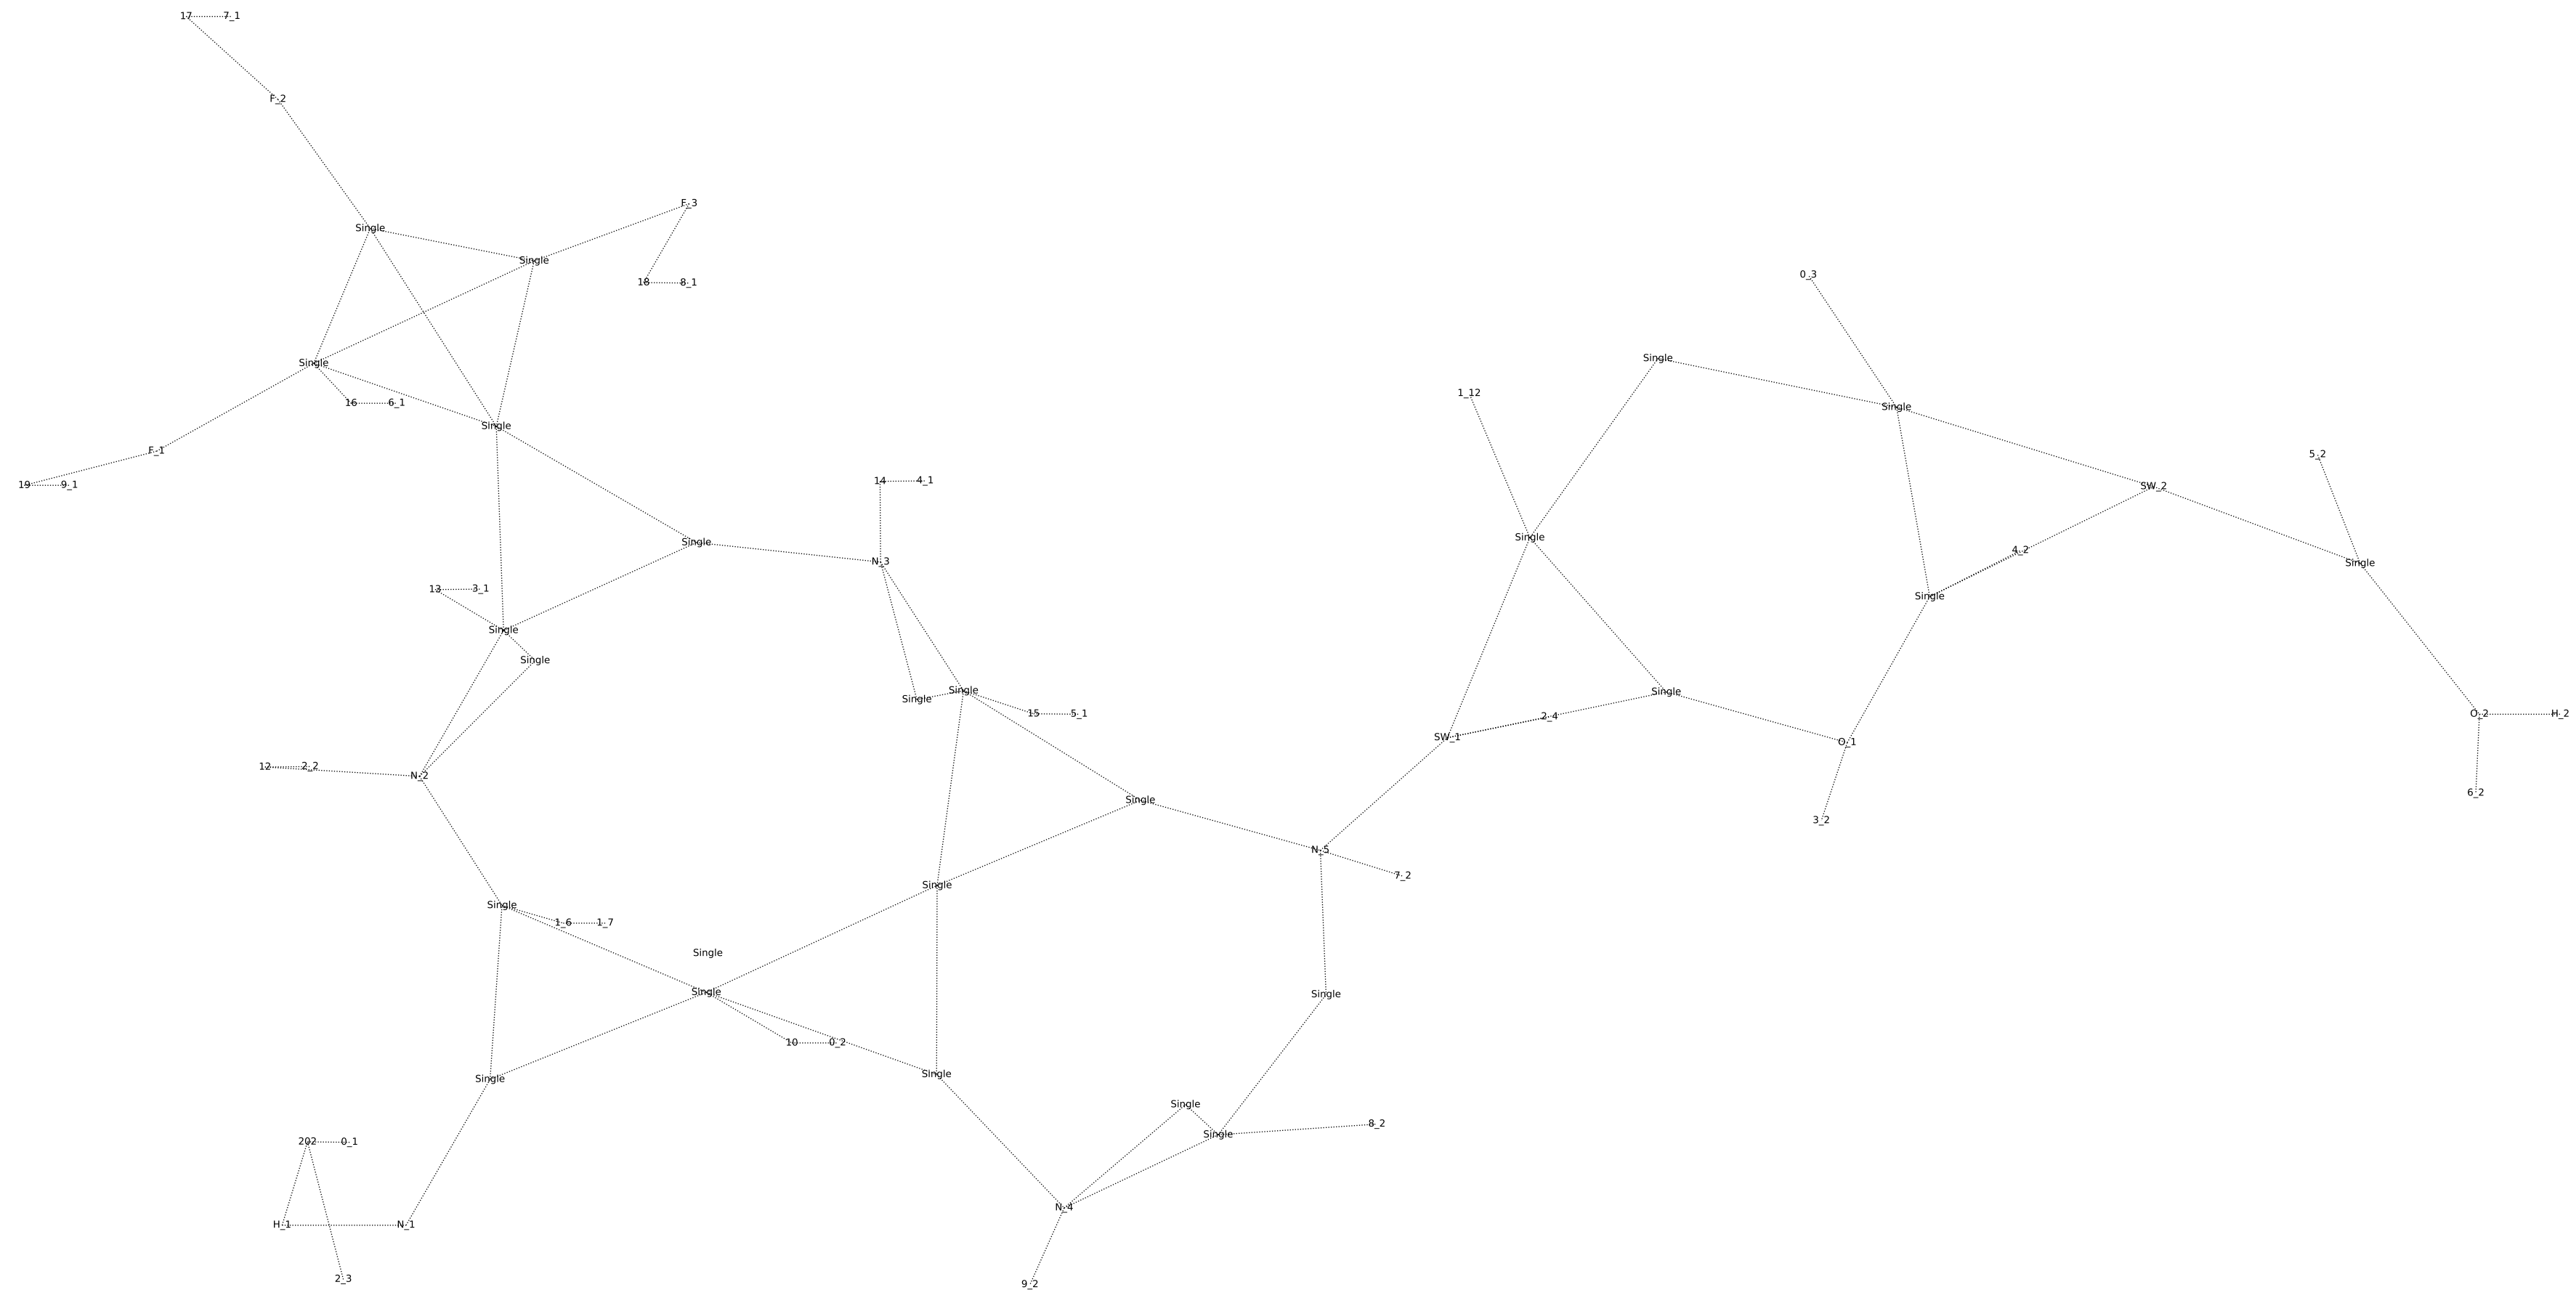 17 7_1
F_2
F_3
Single
Single
0_3
18 8_1
Single
Single
1_12
16 6_1
Single
Single
F_1
5_2
14 4_1
19 9_1
SW_2
Single
Single
4_2
N_3
Single
13 3_1
Single
Single
Single
Single
Single
Single
15 5_1
O_2 H_2
2_4
SW_1
O_1
12 2_2
N_2
6_2
Single
3_2
N_5
7_2
Single
Single
1_6 1_7
Single
Single
Single
10 0_2
Single
Single
Single
8_2
Single
202 0_1
N_4
H_1 N_1
2_3
9_2